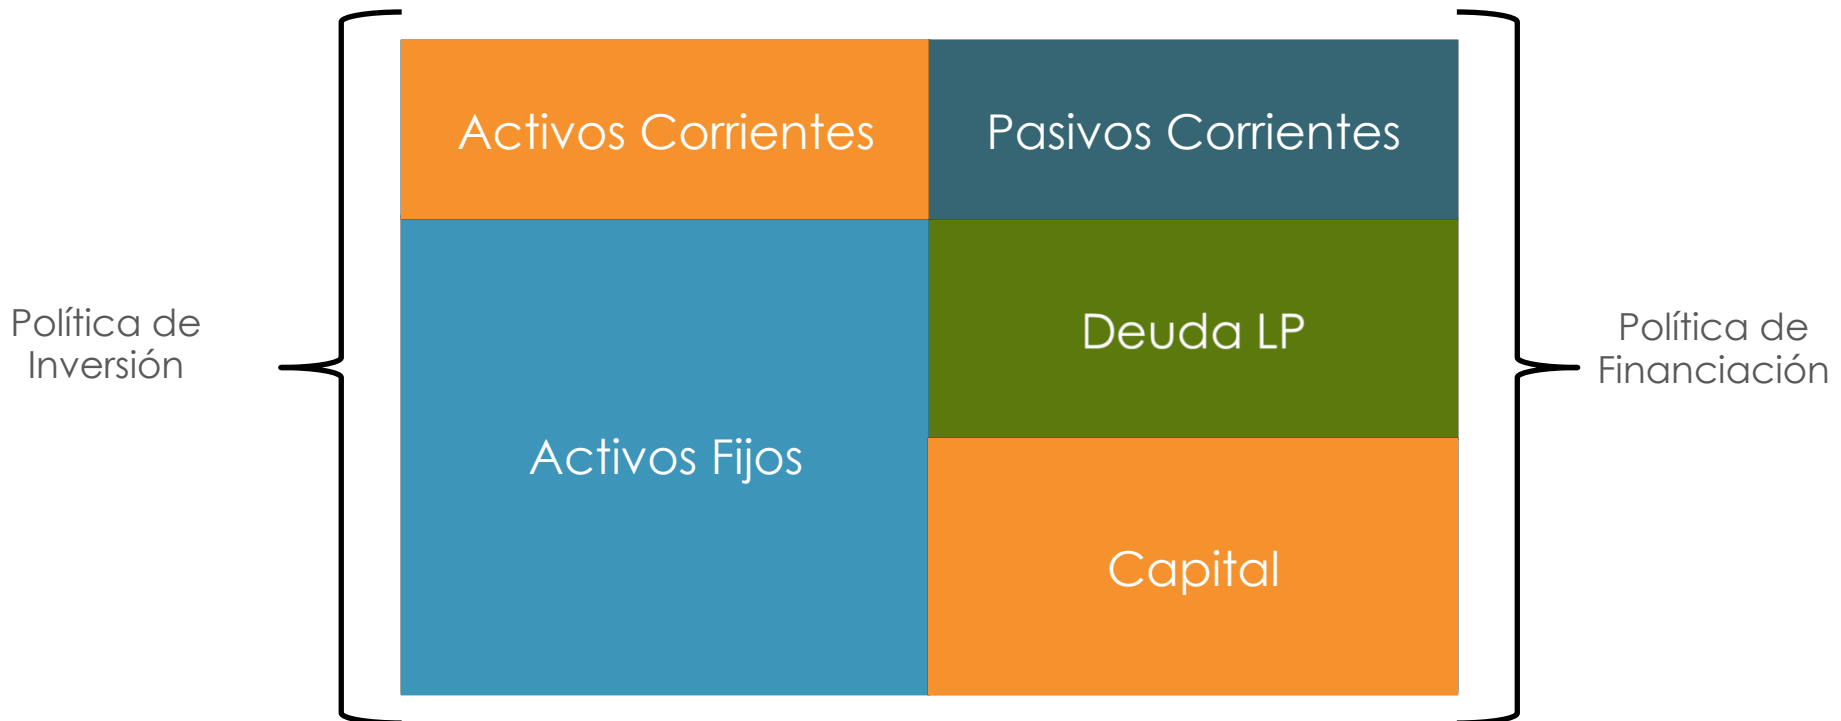 Activos Corrientes
Pasivos Corrientes
Política de
Inversión
Activos Fijos
Deuda LP
Capital
Política de
Financiación